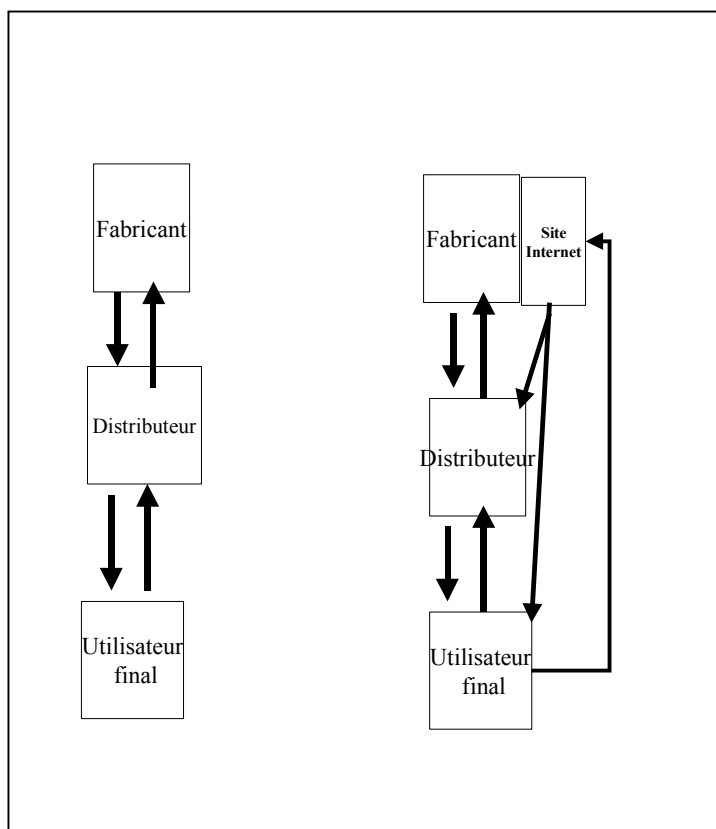 Fabricant
Distributeur
Utilisateur
final
Fabricant
Site
Internet
Distributeur
Utilisateur
final